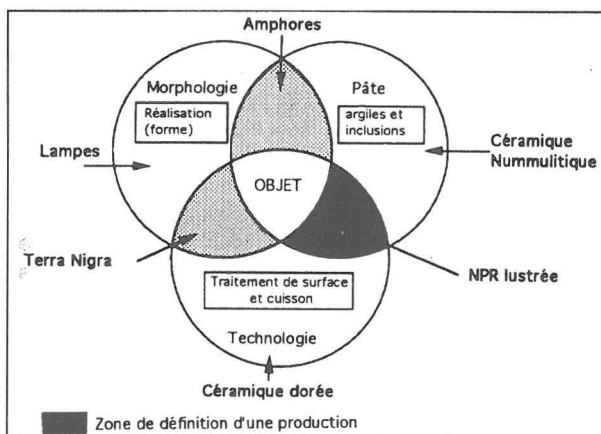 Amphores
Morphologie
Pâte
Réalisation
(forme)
argiles et
inclusions
Lampes
Céramique
Nummulitique
OBJET
Terra Nigra
NPR lustrée
Traitement de surface
et cuisson
Technologie
Céramique dorée
Zone de définition d'une production